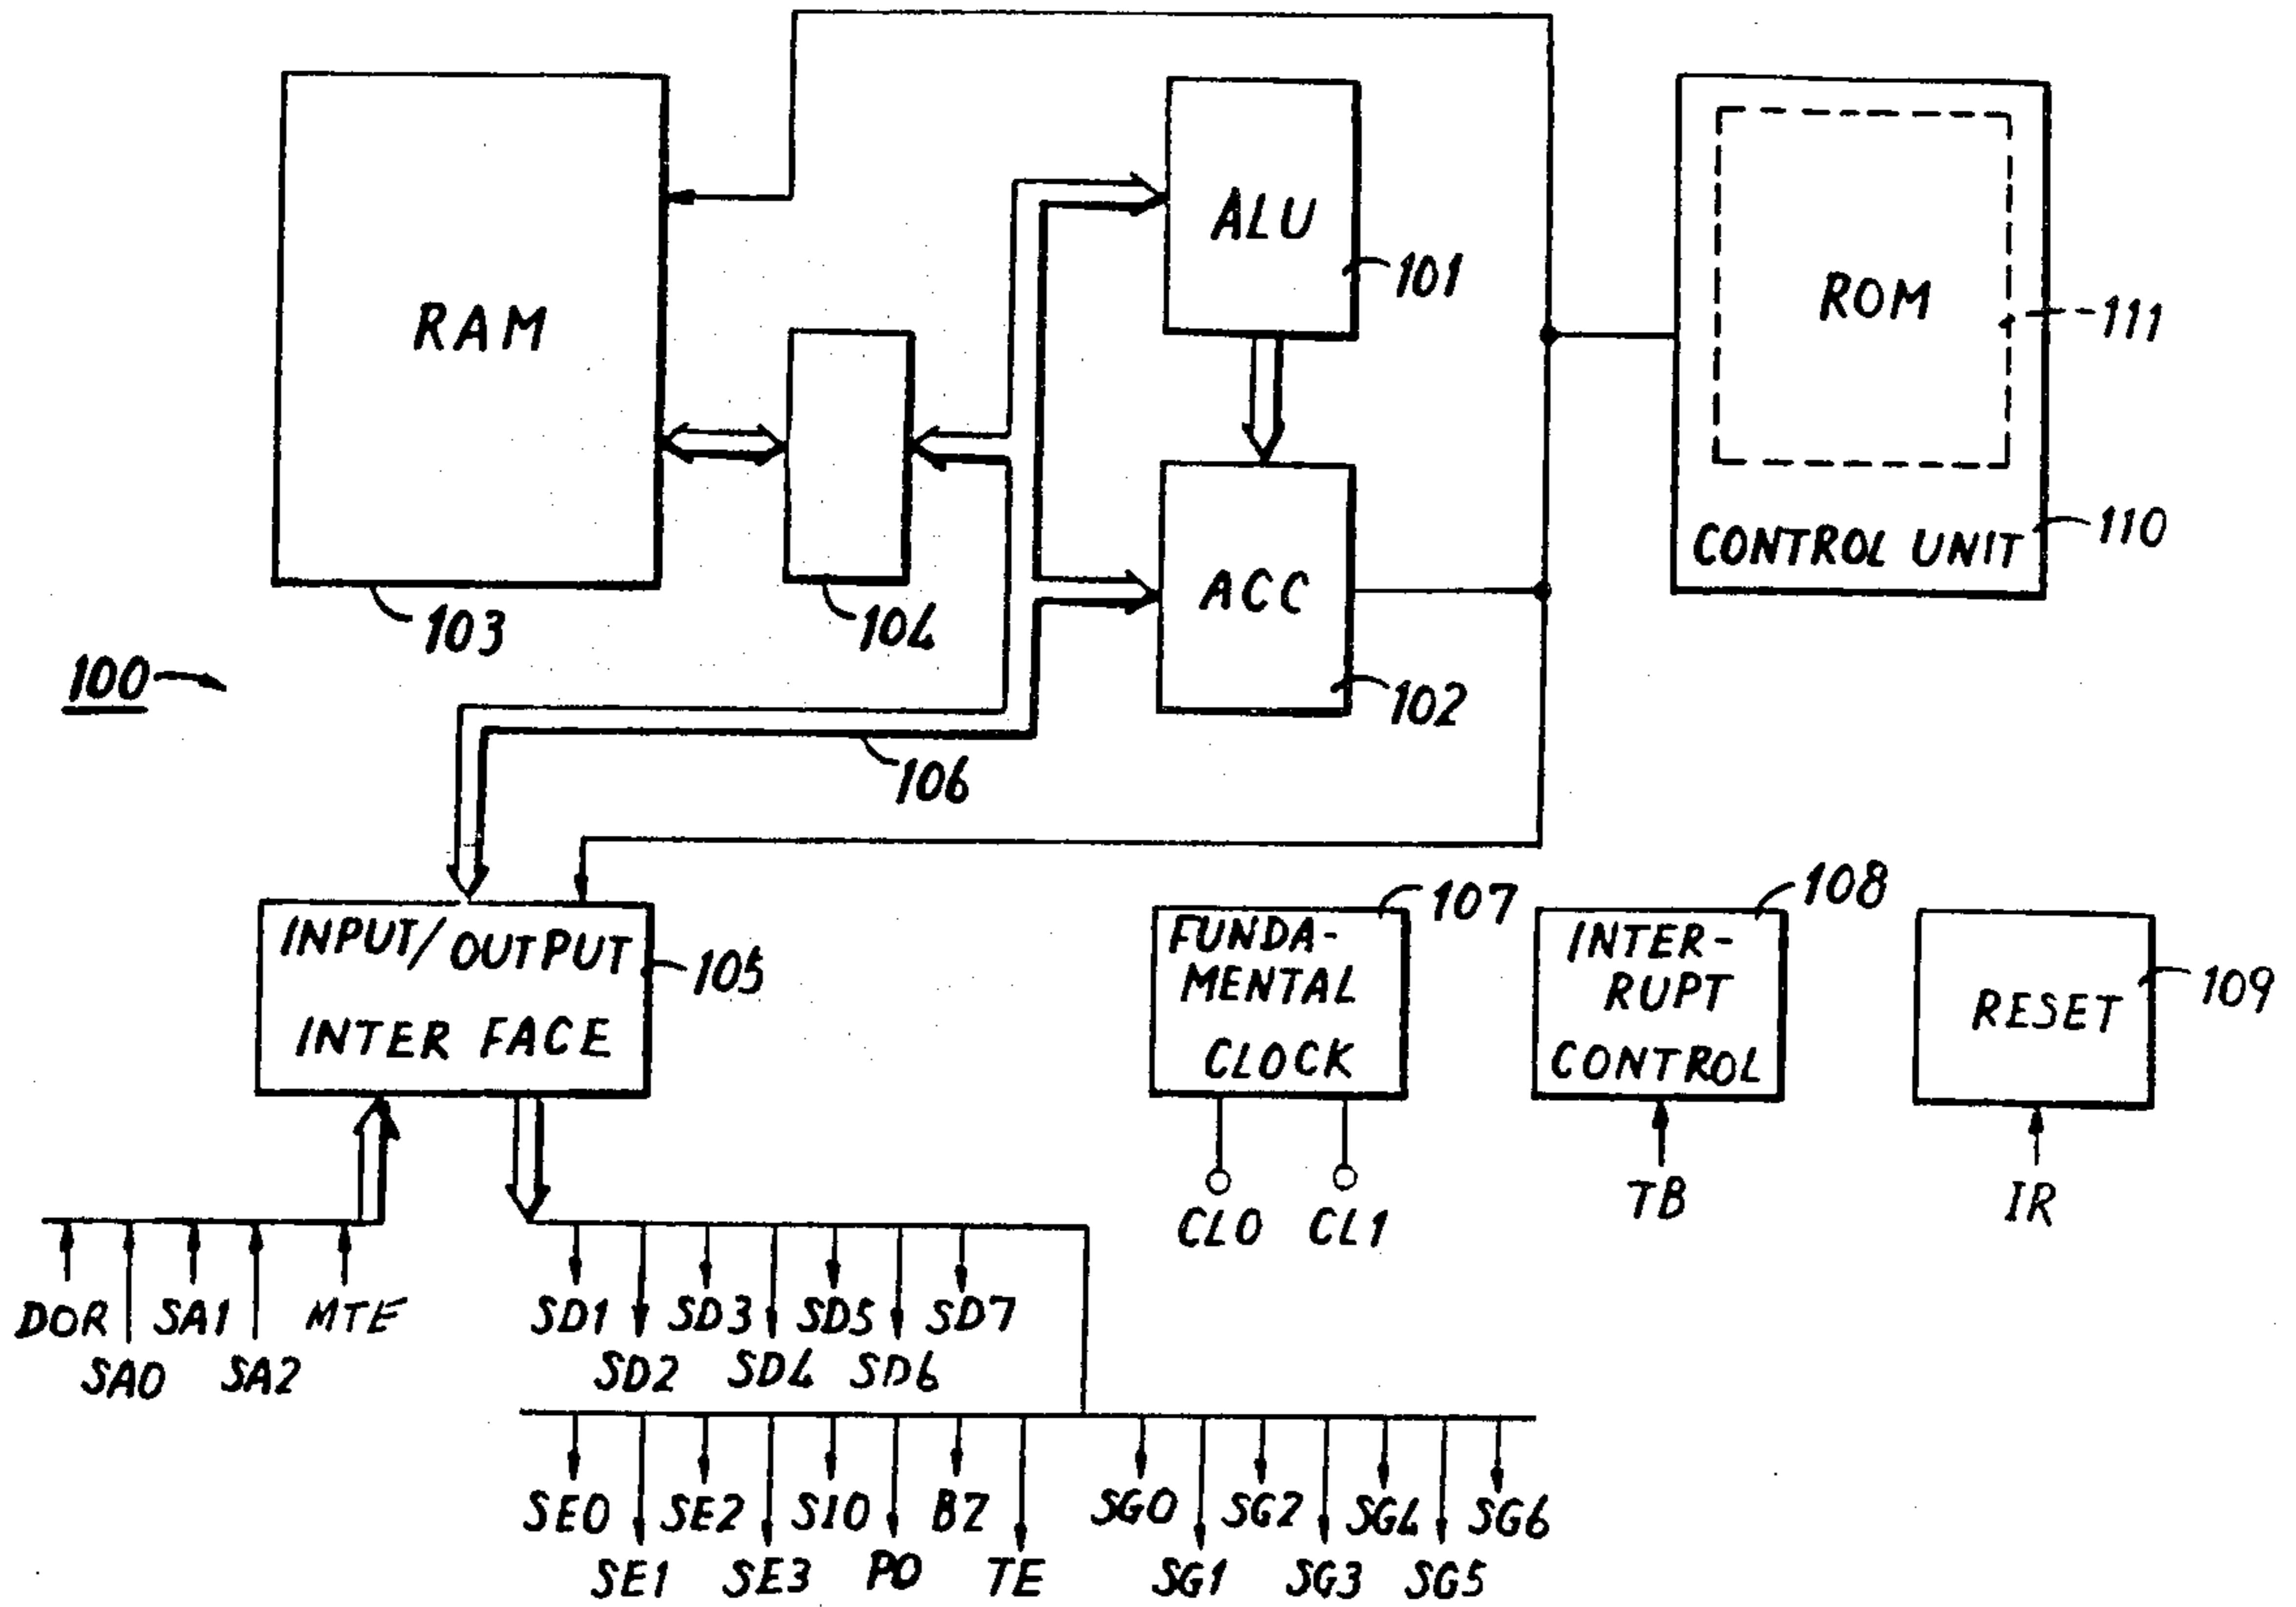 RAM
ALU
101
ROM
111
CONTROL UNIT
110
103
104
ACC
102
100
106
INPUT/OUTPUT
INTER FACE
105
FUNDA-
MENTAL
CLOCK
107
INTER-
RUPT
CONTROL
108
RESET
109
CL0
CL1
TB
IR
DOR
SA0
SA1
SA2
MTE
SD1
SD2
SD3
SD4
SD5
SD6
SD7
SE0
SE1
SE2
SE3
SI0
PO
BZ
TE
SG0
SG1
SG2
SG3
SG4
SG5
SG6